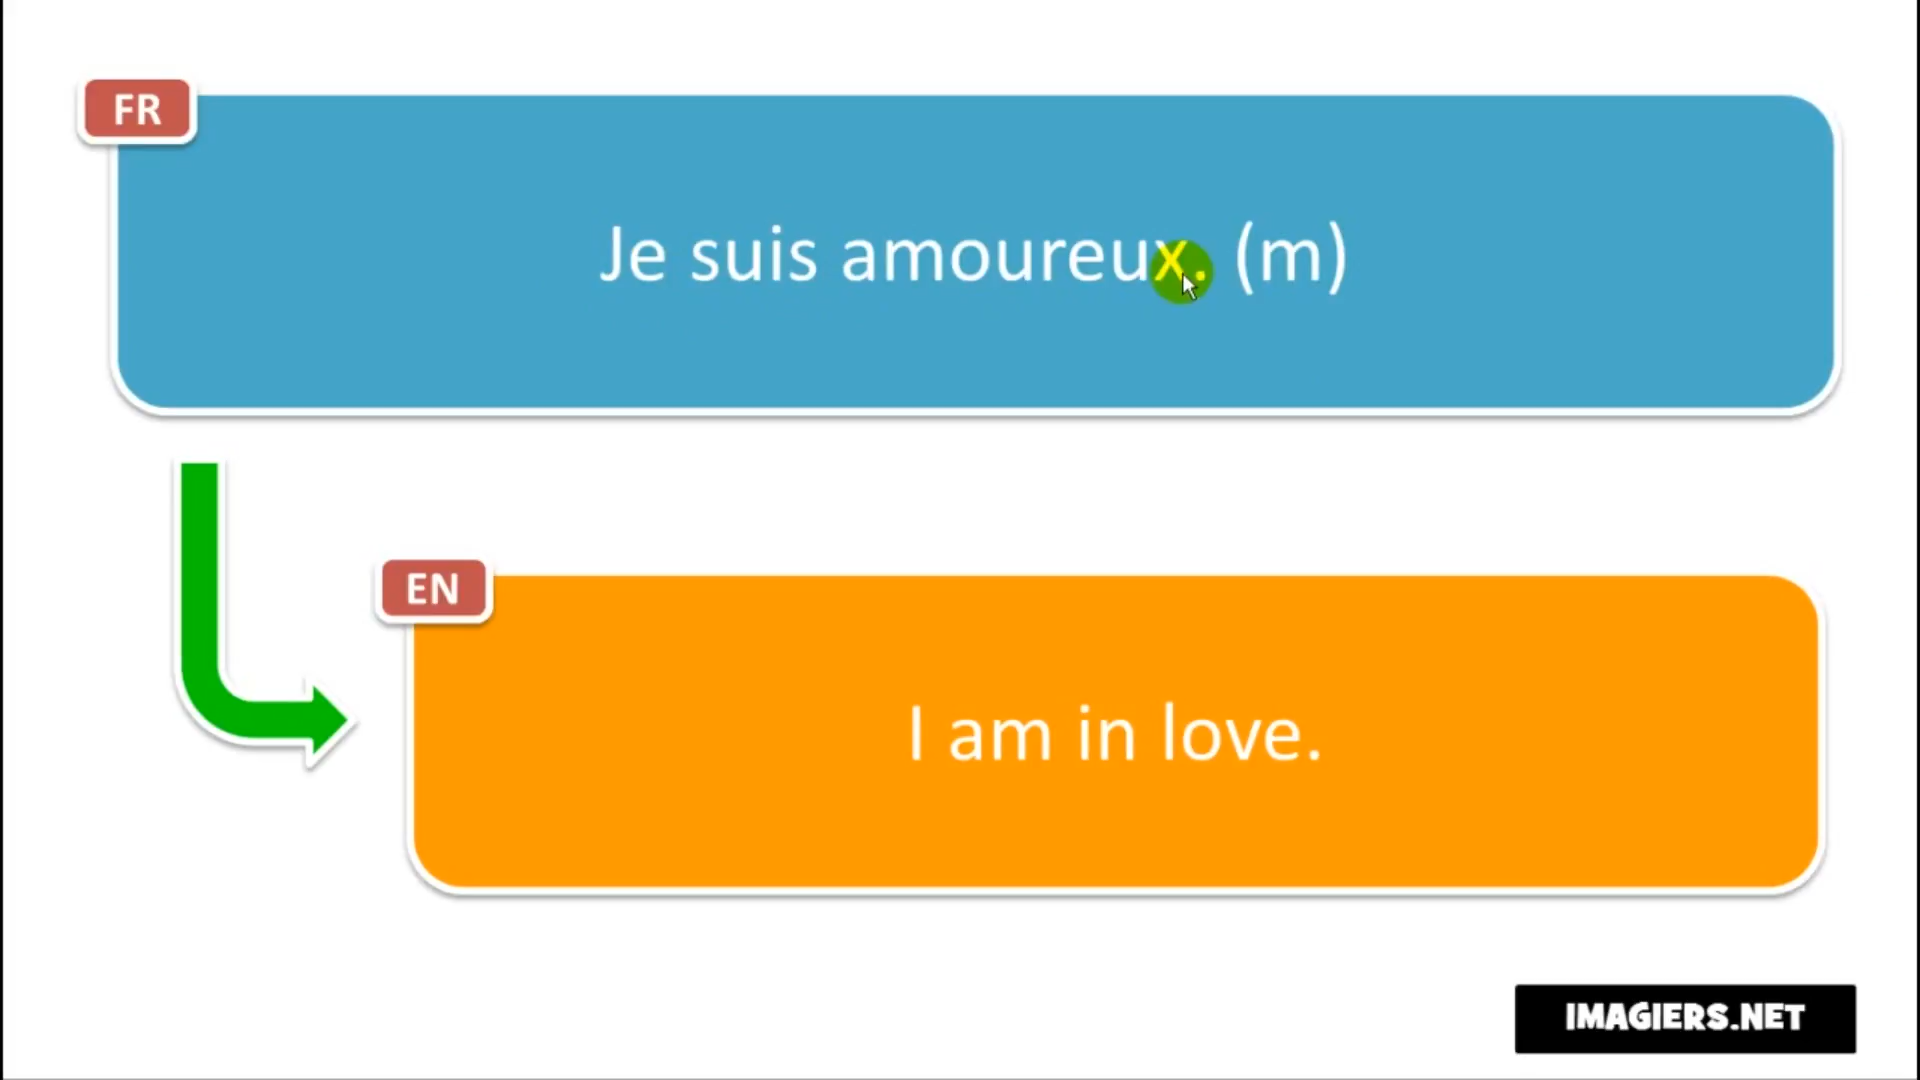 FR
Je suis amoureux. (m)
EN
I am in love.
IMAGIERS.NET